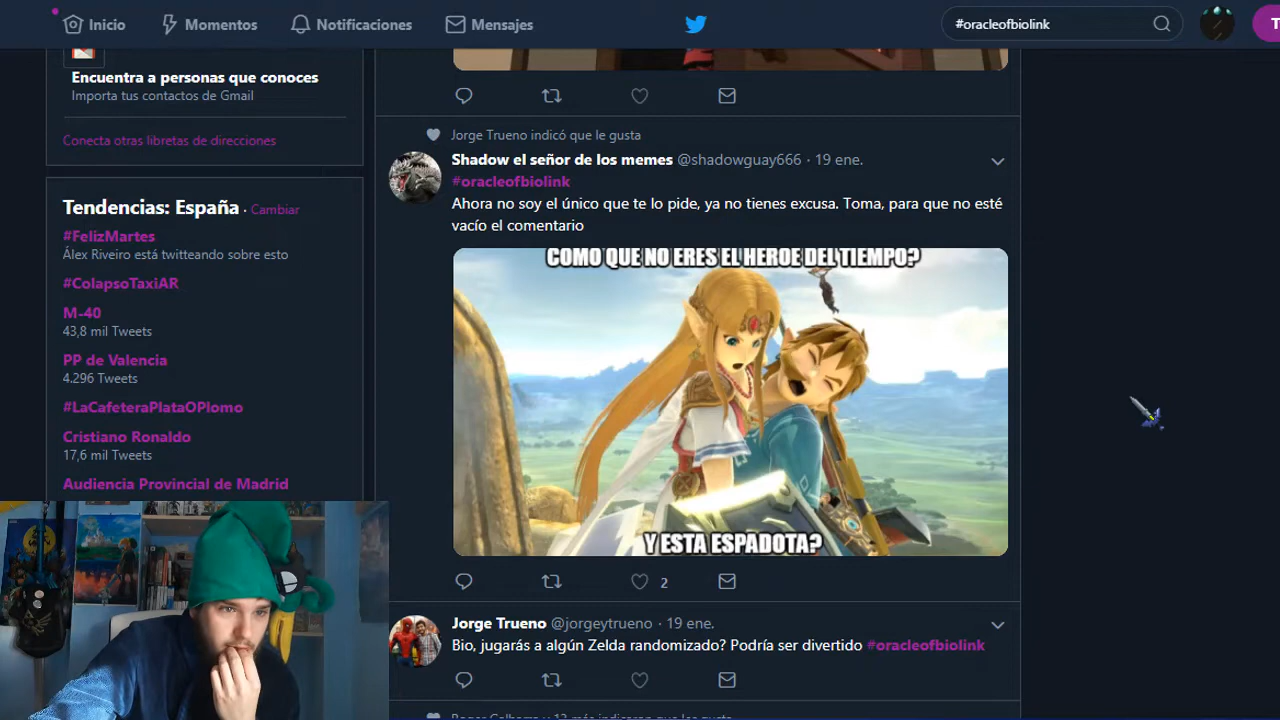 Inicio
Momentos
Notificaciones
Mensajes
#oracleofbiolink
T
Encuentra a personas que conoces
Importa tus contactos de Gmail
Conecta otras libretas de direcciones
Tendencias: España · Cambiar
#FelizMartes
Álex Riveiro está twitteando sobre esto
#ColapsoTaxiAR
M-40
43,8 mil Tweets
PP de Valencia
4.296 Tweets
#LaCafeteraPlataOPlomo
Cristiano Ronaldo
17,6 mil Tweets
Audiencia Provincial de Madrid
Jorge Trueno indicó que le gusta
Shadow el señor de los memes @shadowguay666 · 19 ene.
#oracleofbiolink
Ahora no soy el único que te lo pide, ya no tienes excusa. Toma, para que no esté
vacío el comentario
COMO QUE NO ERES EL HEROE DEL TIEMPO?
Y ESTA ESPADOTA?
2
Jorge Trueno @jorgeytrueno · 19 ene.
Bio, jugarás a algún Zelda randomizado? Podría ser divertido #oracleofbiolink